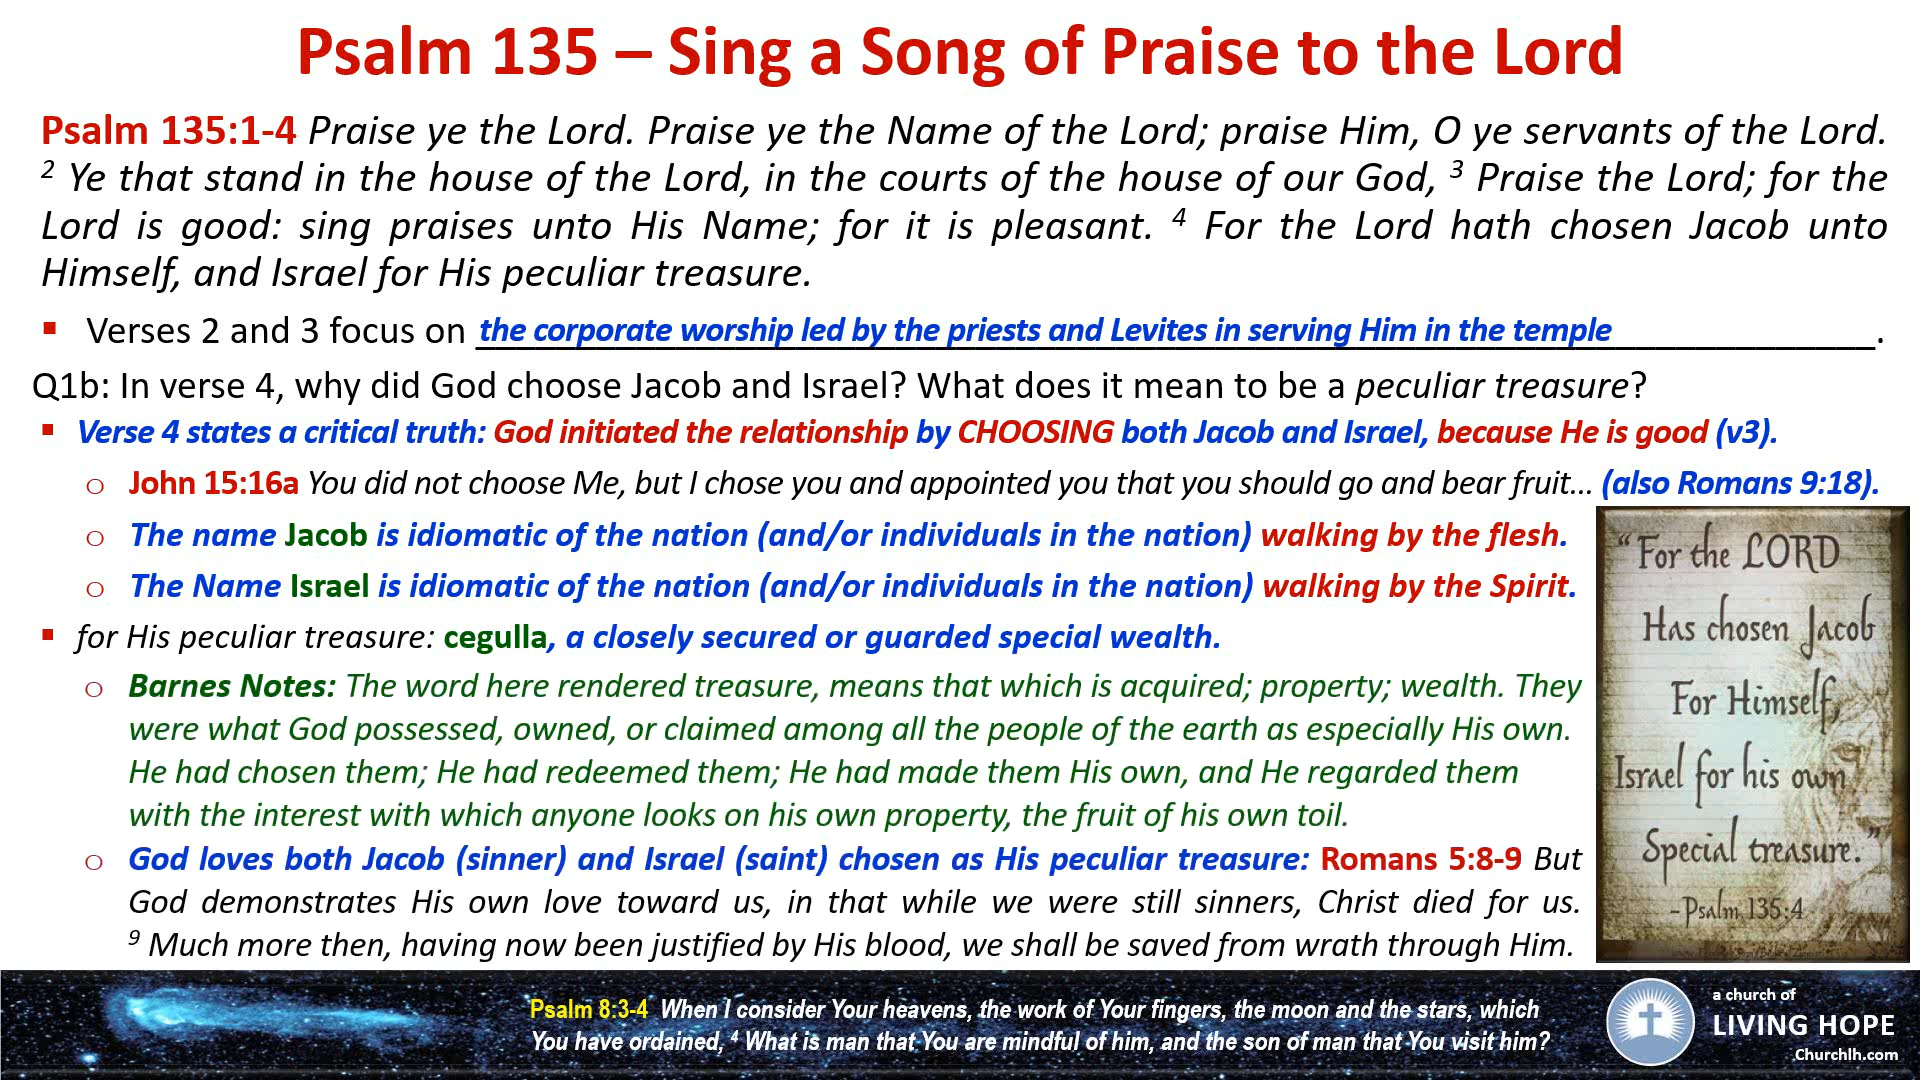 Psalm 135 – Sing a Song of Praise to the Lord
Psalm 135:1-4 Praise ye the Lord. Praise ye the Name of the Lord; praise Him, O ye servants of the Lord.
2 Ye that stand in the house of the Lord, in the courts of the house of our God, 3 Praise the Lord; for the
Lord is good: sing praises unto His Name; for it is pleasant. 4 For the Lord hath chosen Jacob unto
Himself, and Israel for His peculiar treasure.
▪ Verses 2 and 3 focus on the corporate worship led by the priests and Levites in serving Him in the temple.
Q1b: In verse 4, why did God choose Jacob and Israel? What does it mean to be a peculiar treasure?
▪ Verse 4 states a critical truth: God initiated the relationship by CHOOSING both Jacob and Israel, because He is good (v3).
o John 15:16a You did not choose Me, but I chose you and appointed you that you should go and bear fruit... (also Romans 9:18).
o The name Jacob is idiomatic of the nation (and/or individuals in the nation) walking by the flesh.
o The Name Israel is idiomatic of the nation (and/or individuals in the nation) walking by the Spirit.
▪ for His peculiar treasure: cegulla, a closely secured or guarded special wealth.
o Barnes Notes: The word here rendered treasure, means that which is acquired; property; wealth. They
were what God possessed, owned, or claimed among all the people of the earth as especially His own.
He had chosen them; He had redeemed them; He had made them His own, and He regarded them
with the interest with which anyone looks on his own property, the fruit of his own toil.
o God loves both Jacob (sinner) and Israel (saint) chosen as His peculiar treasure: Romans 5:8-9 But
God demonstrates His own love toward us, in that while we were still sinners, Christ died for us.
9 Much more then, having now been justified by His blood, we shall be saved from wrath through Him.
“For the LORD
Has chosen Jacob
For Himself,
Israel for his own
Special treasure.”
-Psalm 135:4
Psalm 8:3-4 When I consider Your heavens, the work of Your fingers, the moon and the stars, which
You have ordained, 4 What is man that You are mindful of him, and the son of man that You visit him?
a church of
LIVING HOPE
Churchlh.com